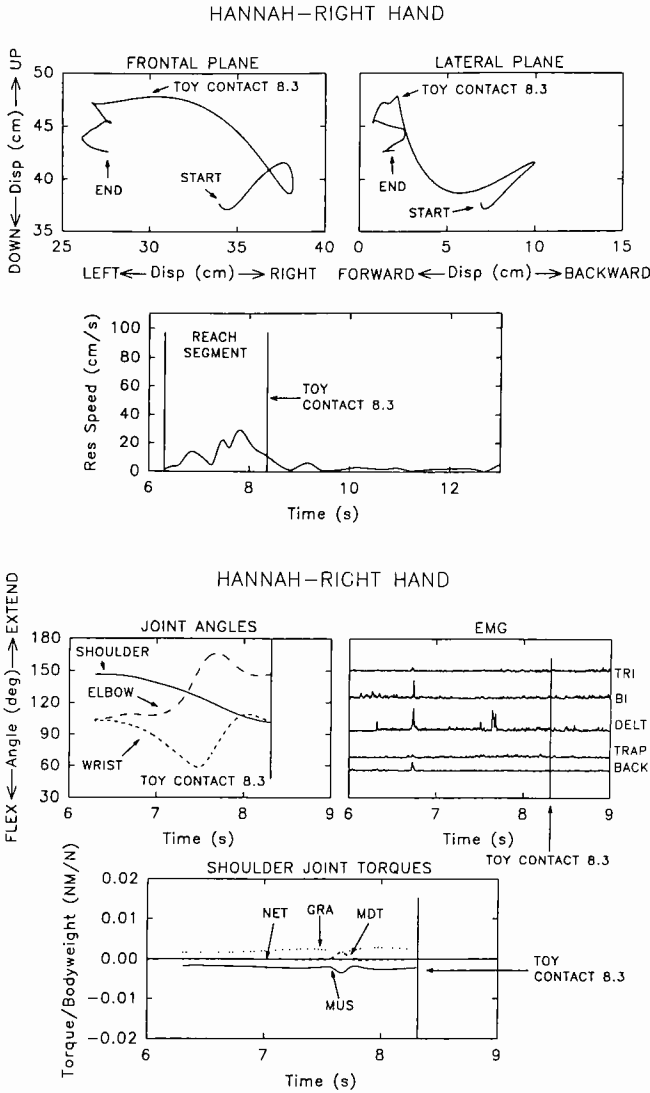 HANNAH–RIGHT HAND
FRONTAL PLANE
LATERAL PLANE
DOWN ← Disp (cm) → UP
50
45
40
35
TOY CONTACT 8.3
START
END
TOY CONTACT 8.3
START
END
25 30 35 40
0 5 10 15
LEFT ← Disp (cm) → RIGHT
FORWARD ← Disp (cm) → BACKWARD
Res Speed (cm/s)
100
80
60
40
20
0
REACH
SEGMENT
TOY
CONTACT 8.3
6 8 10 12
Time (s)
HANNAH–RIGHT HAND
JOINT ANGLES
EMG
FLEX ← Angle (deg) → EXTEND
180
150
120
90
60
30
SHOULDER
ELBOW
WRIST
TOY CONTACT 8.3
TRI
BI
DELT
TRAP
BACK
6 7 8 9
6 7 8 9
Time (s)
Time (s)
TOY CONTACT 8.3
SHOULDER JOINT TORQUES
Torque/Bodyweight (NM/N)
0.02
0.01
0.00
−0.01
−0.02
NET
GRA
MDT
MUS
TOY
CONTACT 8.3
6 7 8 9
Time (s)